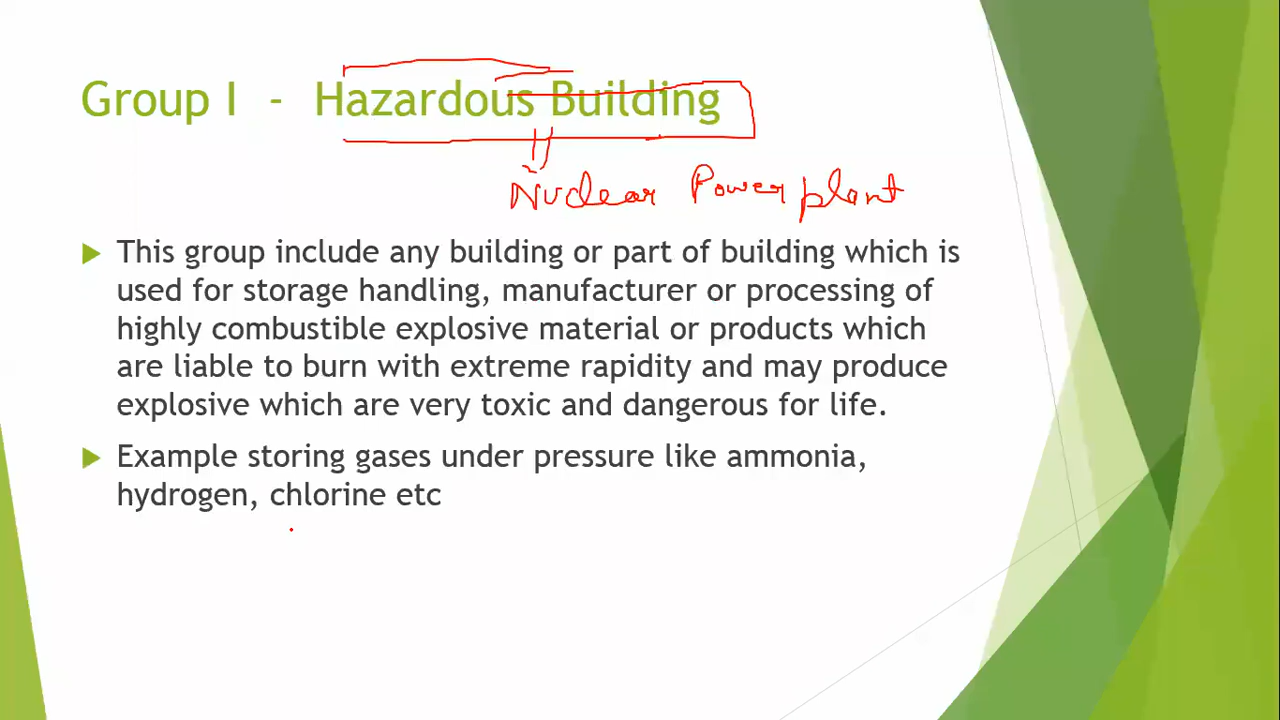 Group I - Hazardous Building
Nuclear Power plant
This group include any building or part of building which is
used for storage handling, manufacturer or processing of
highly combustible explosive material or products which
are liable to burn with extreme rapidity and may produce
explosive which are very toxic and dangerous for life.
Example storing gases under pressure like ammonia,
hydrogen, chlorine etc